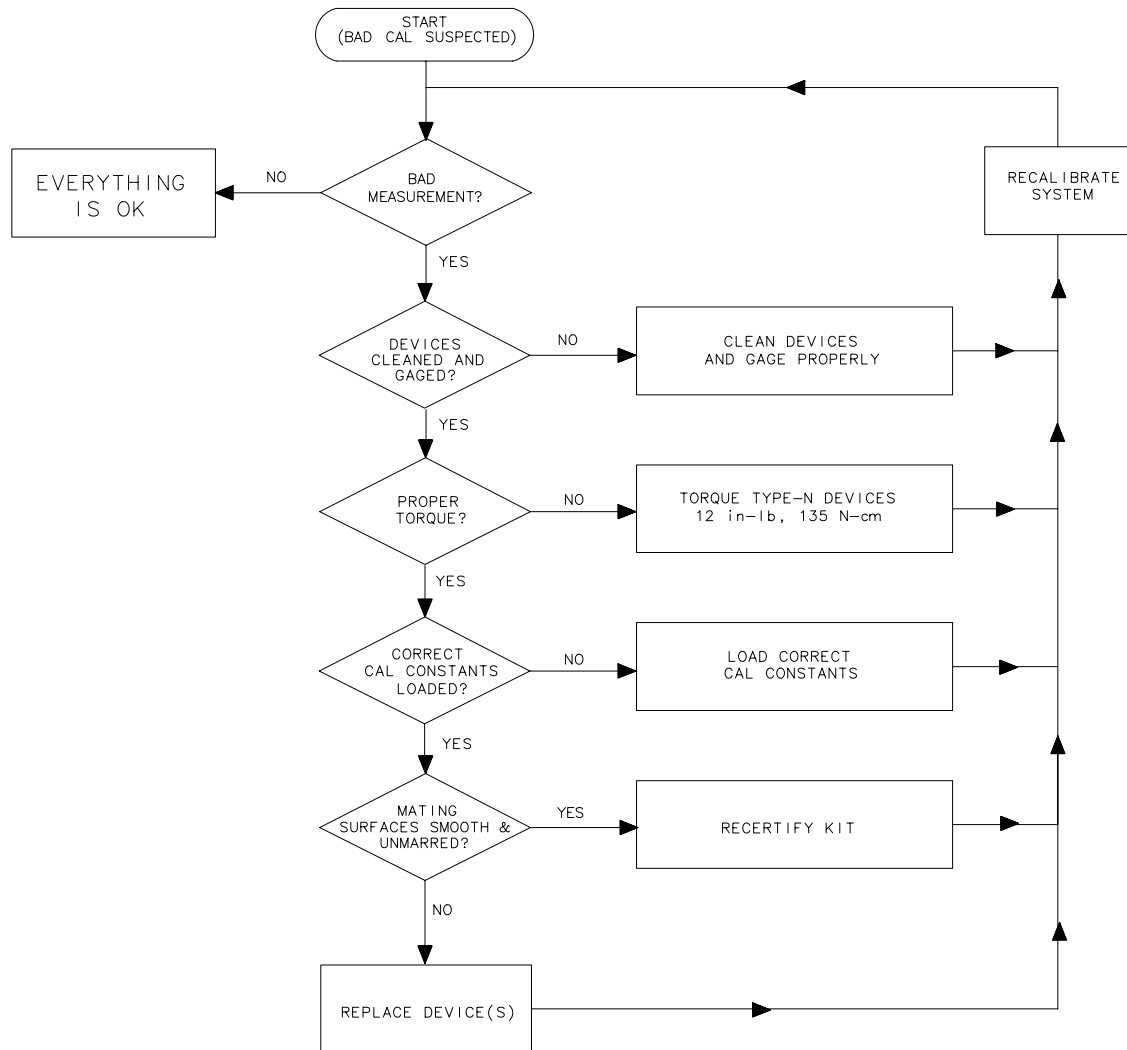 START
(BAD CAL SUSPECTED)
BAD
MEASUREMENT?
NO
EVERYTHING
IS OK
RECALIBRATE
SYSTEM
YES
DEVICES
CLEANED AND
GAGED?
NO
CLEAN DEVICES
AND GAGE PROPERLY
YES
PROPER
TORQUE?
NO
TORQUE TYPE-N DEVICES
12 in-lb, 135 N-cm
YES
CORRECT
CAL CONSTANTS
LOADED?
NO
LOAD CORRECT
CAL CONSTANTS
YES
MATING
SURFACES SMOOTH &
UNMARRED?
YES
RECERTIFY KIT
NO
REPLACE DEVICE(S)